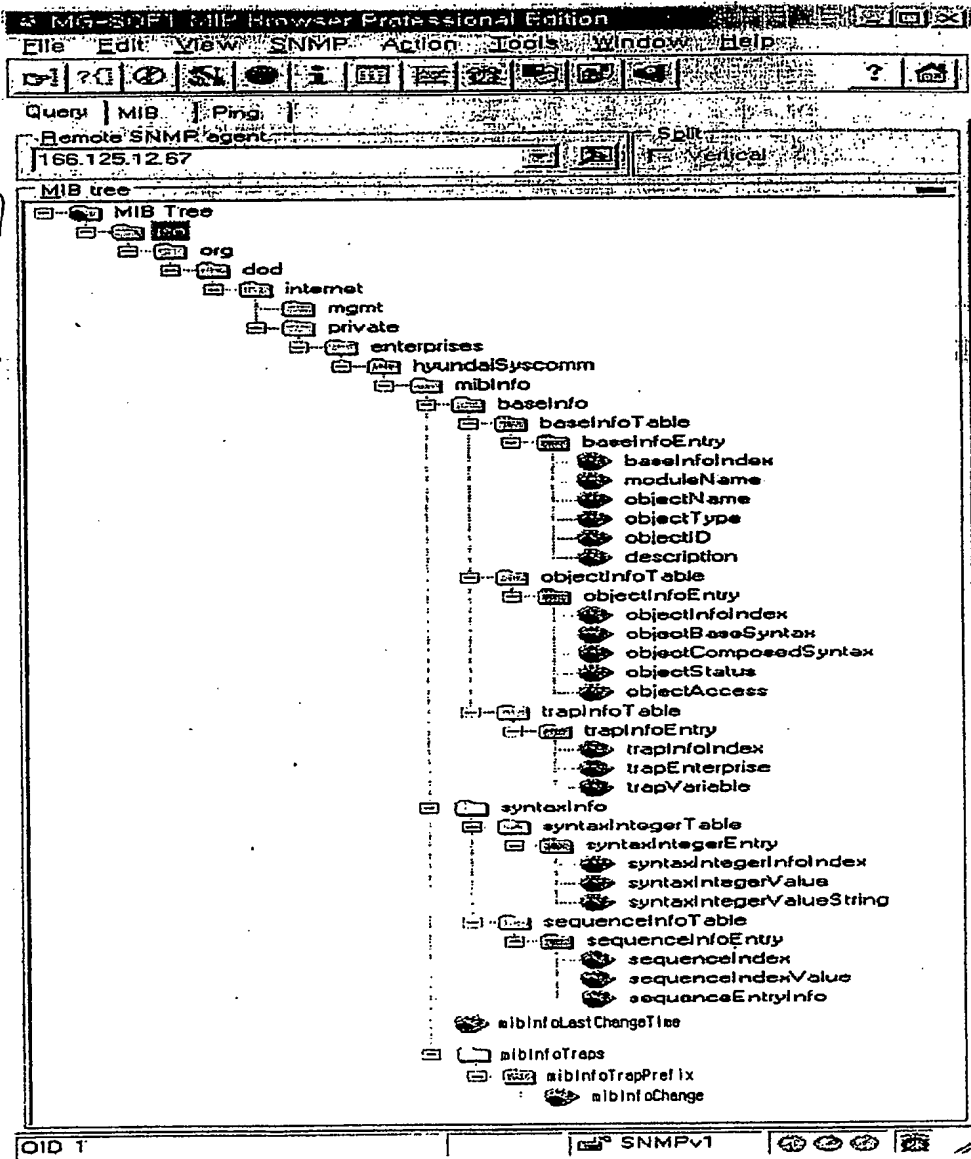 MG-SOFT MIB Browser Professional Edition
File Edit View SNMP Action Tools Window Help
?
Query MIB Ping
Remote SNMP agent
Split
166.125.12.67
Vertical
MIB tree
MIB Tree
iso
org
dod
internet
mgmt
private
enterprises
hyundaiSyscomm
mibInfo
baseInfo
baseInfoTable
baseInfoEntry
baseInfoIndex
moduleName
objectName
objectType
objectID
description
objectInfoTable
objectInfoEntry
objectInfoIndex
objectBaseSyntax
objectComposedSyntax
objectStatus
objectAccess
trapInfoTable
trapInfoEntry
trapInfoIndex
trapEnterprise
trapVariable
syntaxInfo
syntaxIntegerTable
syntaxIntegerEntry
syntaxIntegerInfoIndex
syntaxIntegerValue
syntaxIntegerValueString
sequenceInfoTable
sequenceInfoEntry
sequenceIndex
sequenceIndexValue
sequenceEntryInfo
mibInfoLastChangeTime
mibInfoTraps
mibInfoTrapPrefix
mibInfoChange
OID 1
SNMPv1